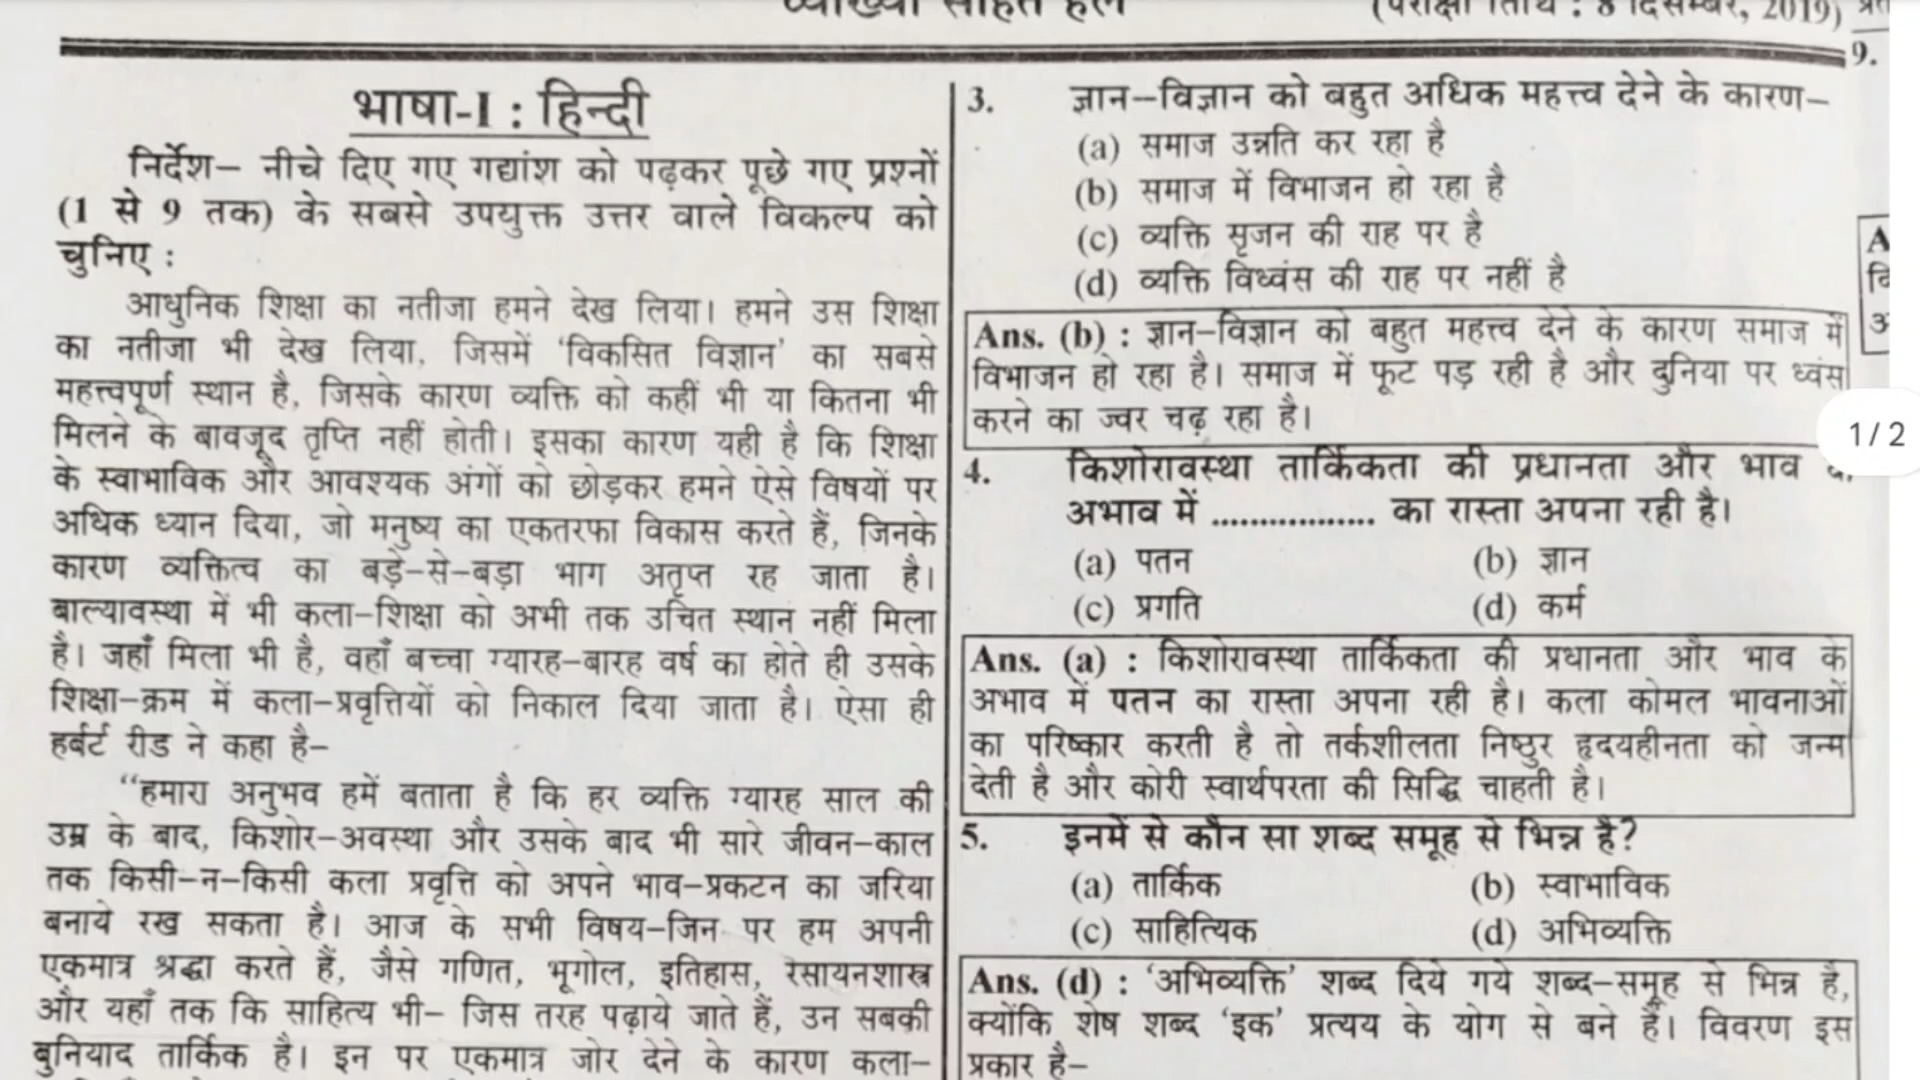 व्याख्या सहित हल
(परीक्षा तिथि : 8 दिसम्बर, 2019)
भाषा-I : हिन्दी
निर्देश– नीचे दिए गए गद्यांश को पढ़कर पूछे गए प्रश्नों
(1 से 9 तक) के सबसे उपयुक्त उत्तर वाले विकल्प को
चुनिए :
आधुनिक शिक्षा का नतीजा हमने देख लिया। हमने उस शिक्षा
का नतीजा भी देख लिया, जिसमें 'विकसित विज्ञान' का सबसे
महत्त्वपूर्ण स्थान है, जिसके कारण व्यक्ति को कहीं भी या कितना भी
मिलने के बावजूद तृप्ति नहीं होती। इसका कारण यही है कि शिक्षा
के स्वाभाविक और आवश्यक अंगों को छोड़कर हमने ऐसे विषयों पर
अधिक ध्यान दिया, जो मनुष्य का एकतरफा विकास करते हैं, जिनके
कारण व्यक्तित्व का बड़े–से–बड़ा भाग अतृप्त रह जाता है।
बाल्यावस्था में भी कला–शिक्षा को अभी तक उचित स्थान नहीं मिला
है। जहाँ मिला भी है, वहाँ बच्चा ग्यारह–बारह वर्ष का होते ही उसके
शिक्षा–क्रम में कला–प्रवृत्तियों को निकाल दिया जाता है। ऐसा ही
हर्बर्ट रीड ने कहा है–
“हमारा अनुभव हमें बताता है कि हर व्यक्ति ग्यारह साल की
उम्र के बाद, किशोर–अवस्था और उसके बाद भी सारे जीवन–काल
तक किसी–न–किसी कला प्रवृत्ति को अपने भाव–प्रकटन का जरिया
बनाये रख सकता है। आज के सभी विषय–जिन पर हम अपनी
एकमात्र श्रद्धा करते हैं, जैसे गणित, भूगोल, इतिहास, रसायनशास्त्र
और यहाँ तक कि साहित्य भी– जिस तरह पढ़ाये जाते हैं, उन सबकी
बुनियाद तार्किक है। इन पर एकमात्र जोर देने के कारण कला–
3. ज्ञान–विज्ञान को बहुत अधिक महत्त्व देने के कारण–
(a) समाज उन्नति कर रहा है
(b) समाज में विभाजन हो रहा है
(c) व्यक्ति सृजन की राह पर है
(d) व्यक्ति विध्वंस की राह पर नहीं है
Ans. (b) : ज्ञान–विज्ञान को बहुत महत्त्व देने के कारण समाज में
विभाजन हो रहा है। समाज में फूट पड़ रही है और दुनिया पर ध्वंस
करने का ज्वर चढ़ रहा है।
4. किशोरावस्था तार्किकता की प्रधानता और भाव
अभाव में ................. का रास्ता अपना रही है।
(a) पतन (b) ज्ञान
(c) प्रगति (d) कर्म
Ans. (a) : किशोरावस्था तार्किकता की प्रधानता और भाव के
अभाव में पतन का रास्ता अपना रही है। कला कोमल भावनाओं
का परिष्कार करती है तो तर्कशीलता निष्ठुर हृदयहीनता को जन्म
देती है और कोरी स्वार्थपरता की सिद्धि चाहती है।
5. इनमें से कौन सा शब्द समूह से भिन्न है?
(a) तार्किक (b) स्वाभाविक
(c) साहित्यिक (d) अभिव्यक्ति
Ans. (d) : 'अभिव्यक्ति' शब्द दिये गये शब्द–समूह से भिन्न है,
क्योंकि शेष शब्द 'इक' प्रत्यय के योग से बने हैं। विवरण इस
प्रकार है–
9.
1/2